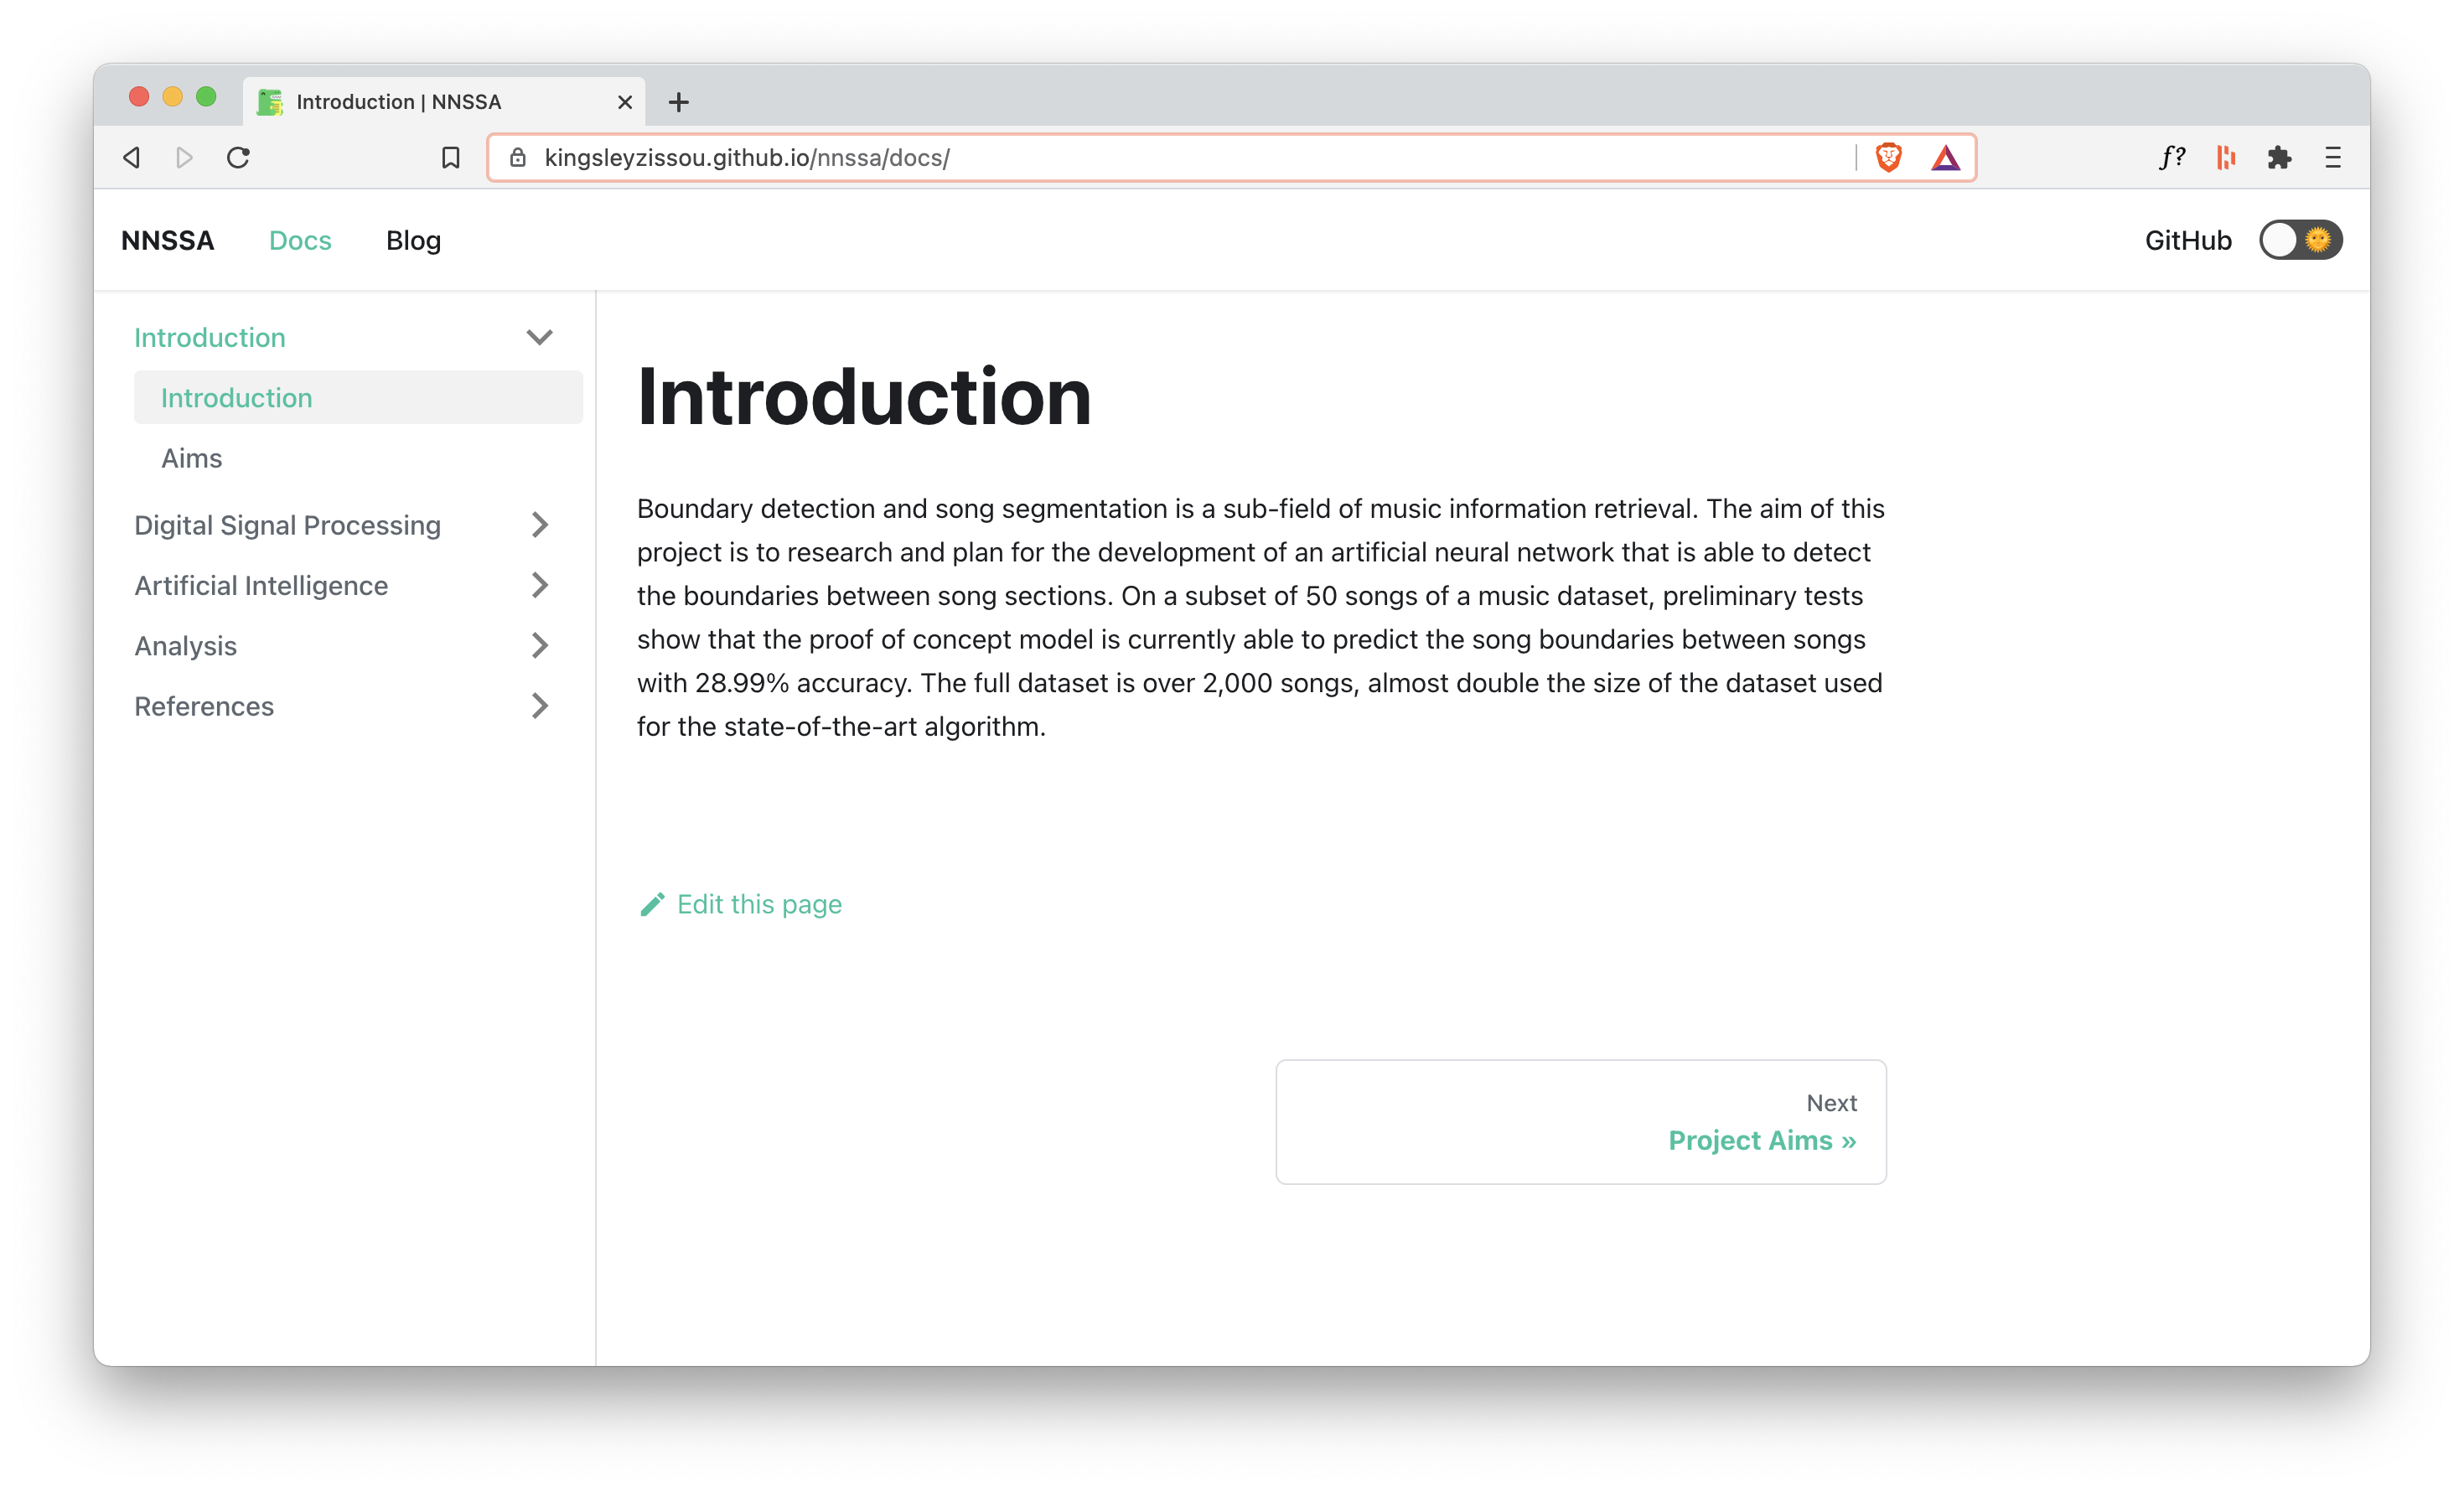 Introduction | NNSSA
kingsleyzissou.github.io/nnssa/docs/
f?
NNSSA
Docs
Blog
GitHub
Introduction
Introduction
Aims
Digital Signal Processing
Artificial Intelligence
Analysis
References
Introduction
Boundary detection and song segmentation is a sub-field of music information retrieval. The aim of this
project is to research and plan for the development of an artificial neural network that is able to detect
the boundaries between song sections. On a subset of 50 songs of a music dataset, preliminary tests
show that the proof of concept model is currently able to predict the song boundaries between songs
with 28.99% accuracy. The full dataset is over 2,000 songs, almost double the size of the dataset used
for the state-of-the-art algorithm.
Edit this page
Next
Project Aims »